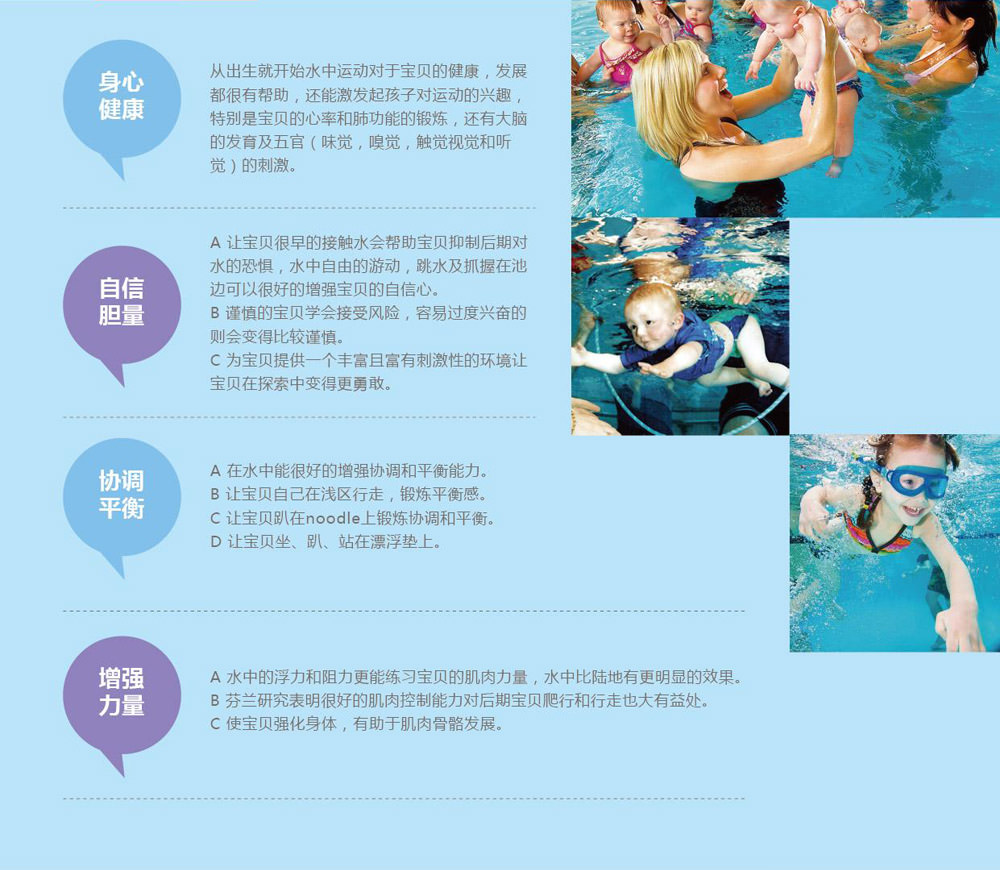 身心
健康
从出生就开始水中运动对于宝贝的健康，发展
都很有帮助，还能激发起孩子对运动的兴趣，
特别是宝贝的心率和肺功能的锻炼，还有大脑
的发育及五官（味觉，嗅觉，触觉视觉和听
觉）的刺激。
自信
胆量
A 让宝贝很早的接触水会帮助宝贝抑制后期对
水的恐惧，水中自由的游动，跳水及抓握在池
边可以很好的增强宝贝的自信心。
B 谨慎的宝贝学会接受风险，容易过度兴奋的
则会变得比较谨慎。
C 为宝贝提供一个丰富且富有刺激性的环境让
宝贝在探索中变得更勇敢。
协调
平衡
A 在水中能很好的增强协调和平衡能力。
B 让宝贝自己在浅区行走，锻炼平衡感。
C 让宝贝趴在noodle上锻炼协调和平衡。
D 让宝贝坐、趴、站在漂浮垫上。
增强
力量
A 水中的浮力和阻力更能练习宝贝的肌肉力量，水中比陆地有更明显的效果。
B 芬兰研究表明很好的肌肉控制能力对后期宝贝爬行和行走也大有益处。
C 使宝贝强化身体，有助于肌肉骨骼发展。